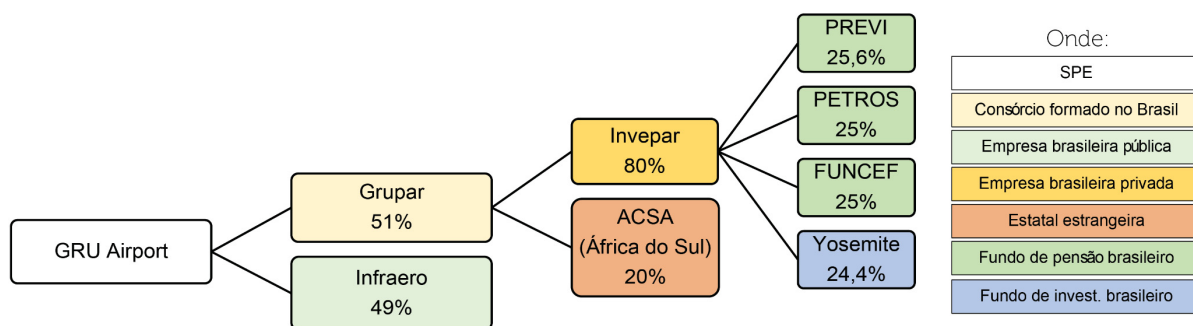 GRU Airport
Grupar
51%
Infraero
49%
Invepar
80%
ACSA
(África do Sul)
20%
PREVI
25,6%
PETROS
25%
FUNCEF
25%
Yosemite
24,4%
Onde:
SPE
Consórcio formado no Brasil
Empresa brasileira pública
Empresa brasileira privada
Estatal estrangeira
Fundo de pensão brasileiro
Fundo de invest. brasileiro